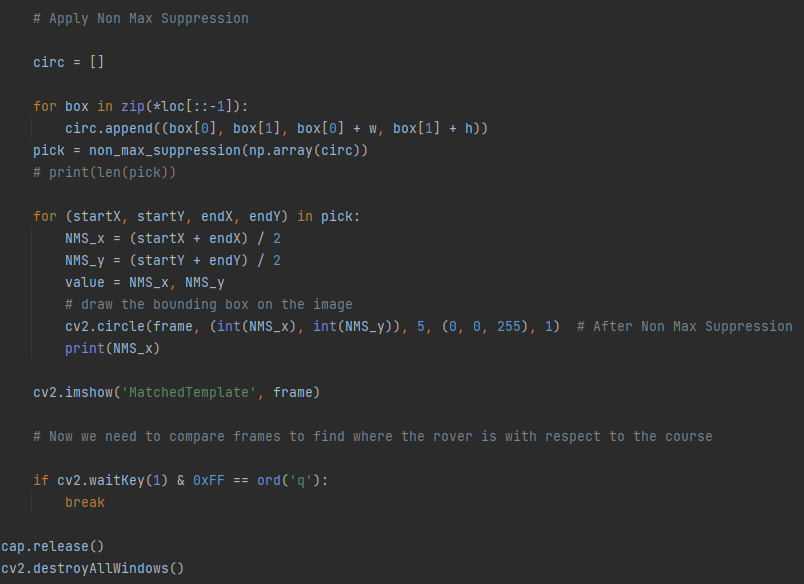 # Apply Non Max Suppression
circ = []
for box in zip(*loc[::-1]):
circ.append((box[0], box[1], box[0] + w, box[1] + h))
pick = non_max_suppression(np.array(circ))
# print(len(pick))
for (startX, startY, endX, endY) in pick:
NMS_x = (startX + endX) / 2
NMS_y = (startY + endY) / 2
value = NMS_x, NMS_y
# draw the bounding box on the image
cv2.circle(frame, (int(NMS_x), int(NMS_y)), 5, (0, 0, 255), 1)  # After Non Max Suppression
print(NMS_x)
cv2.imshow('MatchedTemplate', frame)
# Now we need to compare frames to find where the rover is with respect to the course
if cv2.waitKey(1) & 0xFF == ord('q'):
break
cap.release()
cv2.destroyAllWindows()